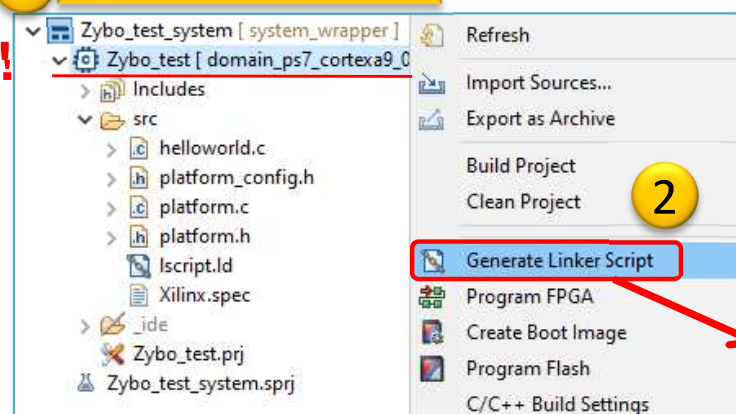 Zybo_test_system [ system_wrapper ]
!
Zybo_test [ domain_ps7_cortexa9_0
Includes
src
helloworld.c
platform_config.h
platform.c
platform.h
lscript.ld
Xilinx.spec
_ide
Zybo_test.prj
Zybo_test_system.sprj
Refresh
Import Sources...
Export as Archive
Build Project
Clean Project
2
Generate Linker Script
Program FPGA
Create Boot Image
Program Flash
C/C++ Build Settings